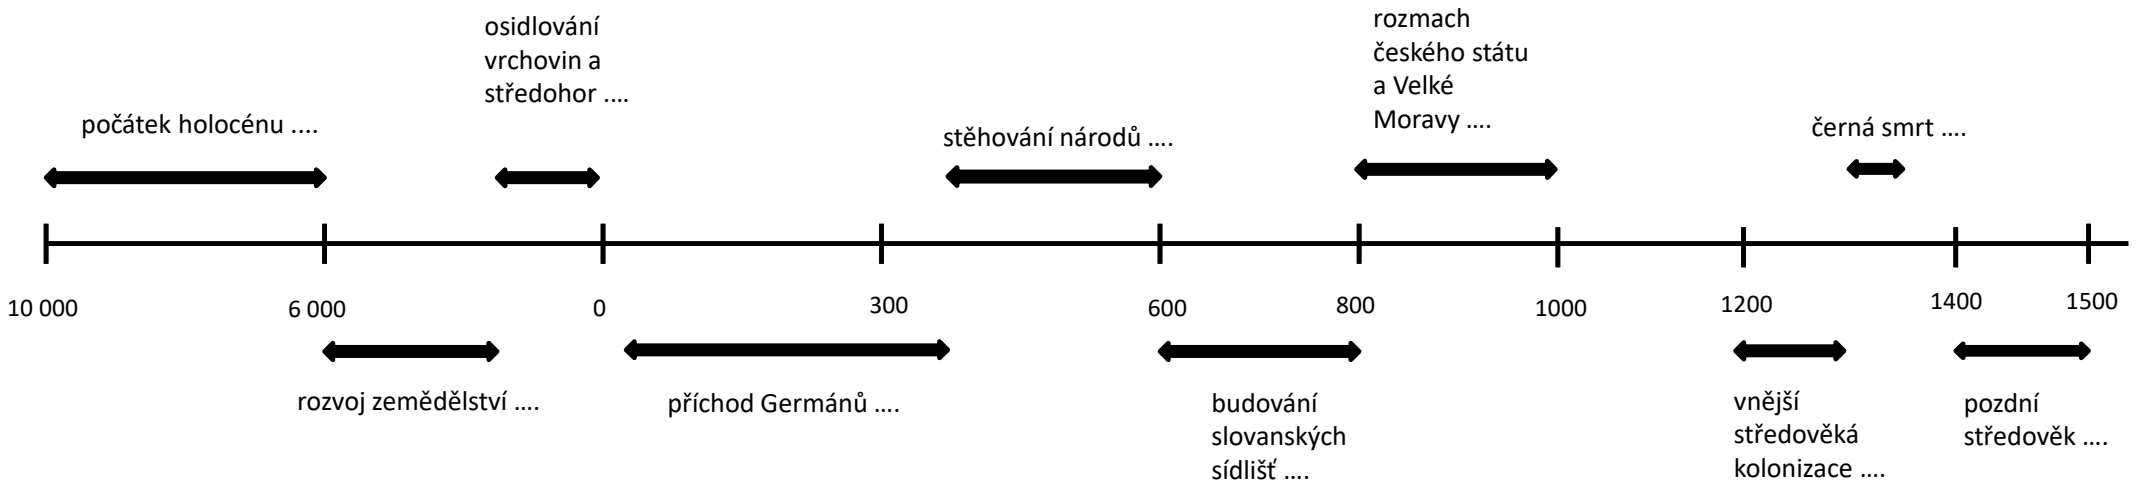 osidlování
vrchovin a
středohor ....
rozmach
českého státu
a Velké
Moravy ....
počátek holocénu ....
stěhování národů ....
černá smrt ....
10 000
6 000
0
300
600
800
1000
1200
1400
1500
rozvoj zemědělství ....
příchod Germánů ....
budování
slovanských
sídlišť ....
vnější
středověká
kolonizace ....
pozdní
středověk ....